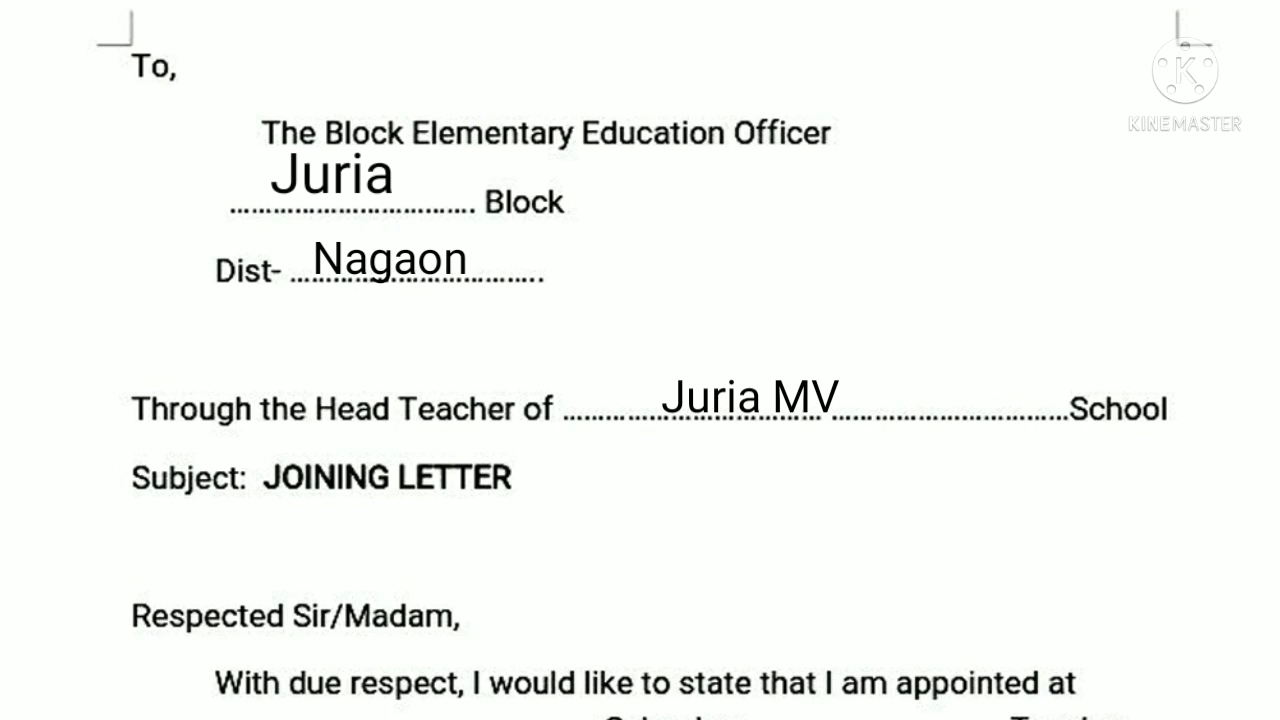 To,
KINEMASTER
The Block Elementary Education Officer
Juria
................................. Block
Dist- ...Nagaon...........
Through the Head Teacher of ............Juria MV............................School
Subject: JOINING LETTER
Respected Sir/Madam,
With due respect, I would like to state that I am appointed at